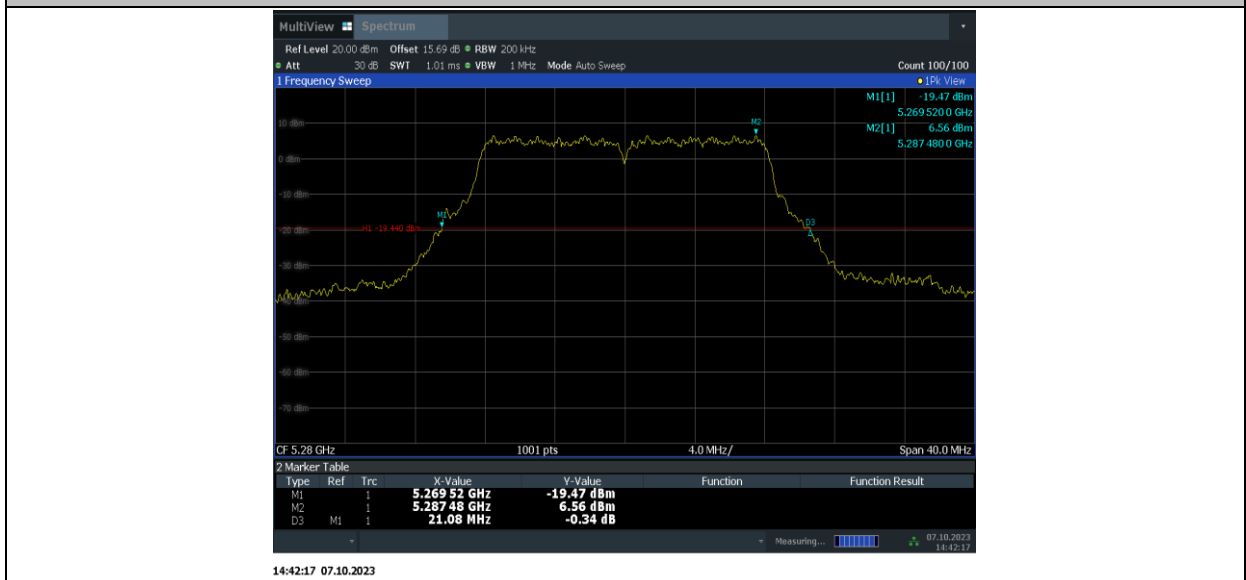 MultiView Spectrum
Ref Level 20.00 dBm Offset 15.69 dB RBW 200 kHz
Att 30 dB SWT 1.01 ms VBW 1 MHz Mode Auto Sweep Count 100/100
1 Frequency Sweep 1Pk View
M1[1] -19.47 dBm
5.269 520 0 GHz
10 dBm M2 M2[1] 6.56 dBm
5.287 480 0 GHz
0 dBm
-10 dBm
M1
D3
-20 dBm H1 -19.440 dBm
-30 dBm
-40 dBm
-50 dBm
-60 dBm
-70 dBm
CF 5.28 GHz 1001 pts 4.0 MHz/ Span 40.0 MHz
2 Marker Table
Type Ref Trc X-Value Y-Value Function Function Result
M1 1 5.269 52 GHz -19.47 dBm
M2 1 5.287 48 GHz 6.56 dBm
D3 M1 1 21.08 MHz -0.34 dB
Measuring... 07.10.2023
14:42:17
14:42:17 07.10.2023